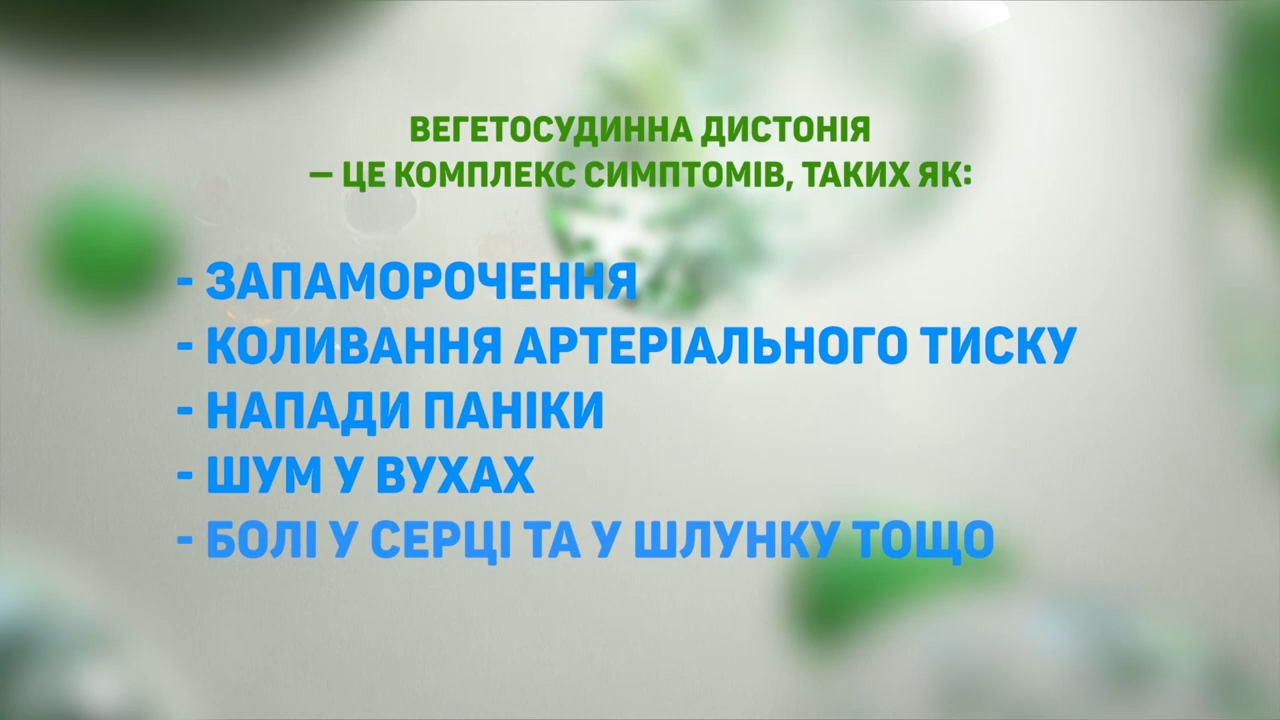 ВЕГЕТОСУДИННА ДИСТОНІЯ
– ЦЕ КОМПЛЕКС СИМПТОМІВ, ТАКИХ ЯК:
- ЗАПАМОРОЧЕННЯ
- КОЛИВАННЯ АРТЕРІАЛЬНОГО ТИСКУ
- НАПАДИ ПАНІКИ
- ШУМ У ВУХАХ
- БОЛІ У СЕРЦІ ТА У ШЛУНКУ ТОЩО